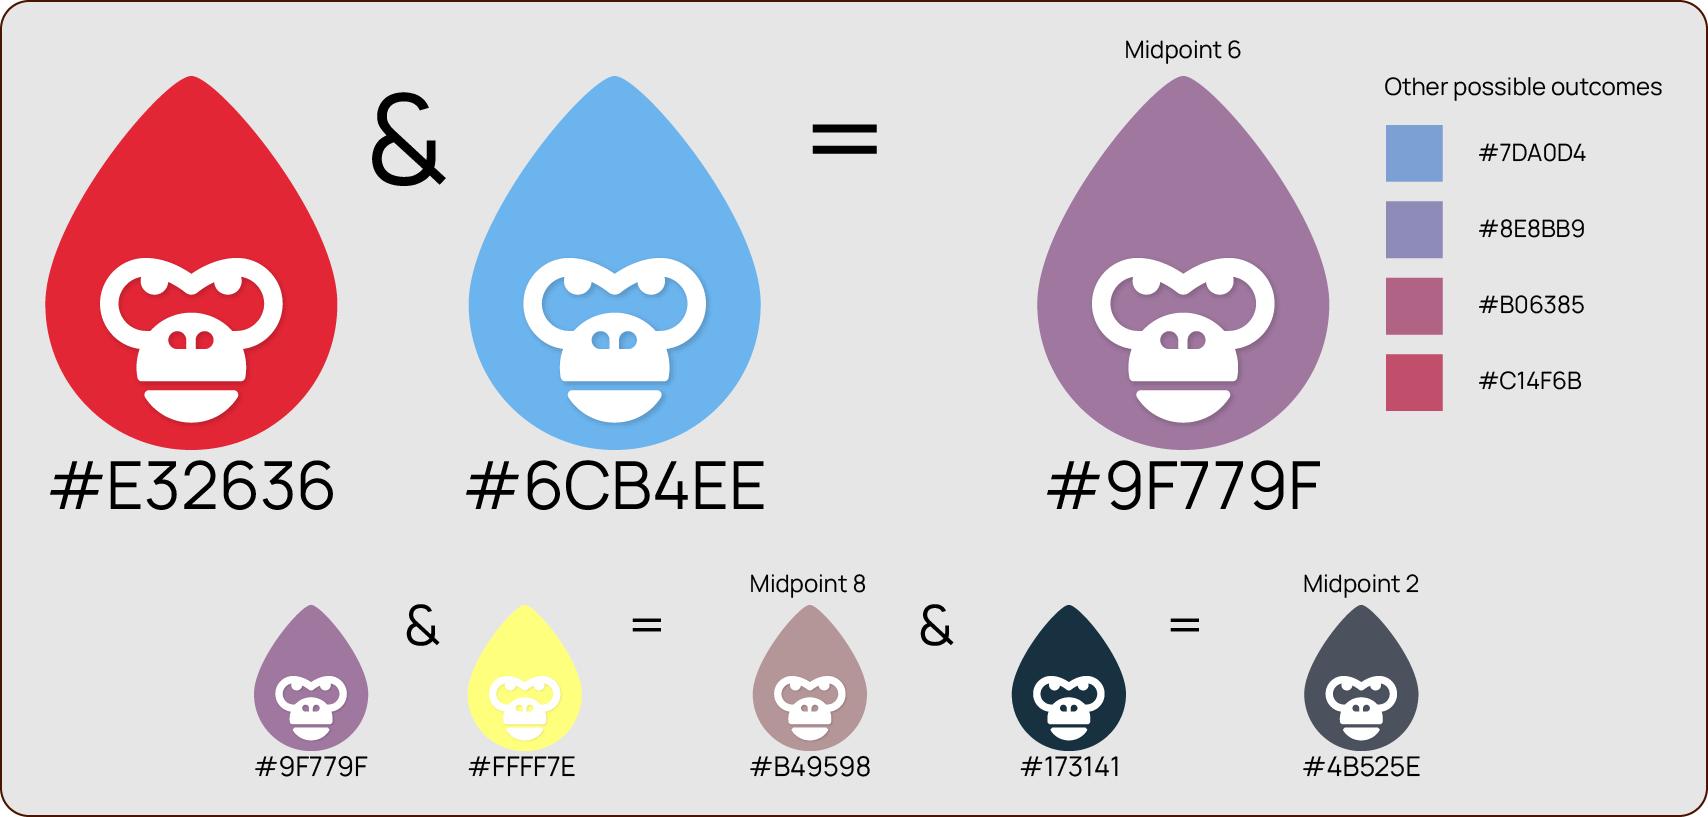 Midpoint 6
& =
#E32636 #6CB4EE #9F779F
Other possible outcomes
#7DA0D4
#8E8BB9
#B06385
#C14F6B
Midpoint 8 Midpoint 2
& = & =
#9F779F #FFFF7E #B49598 #173141 #4B525E